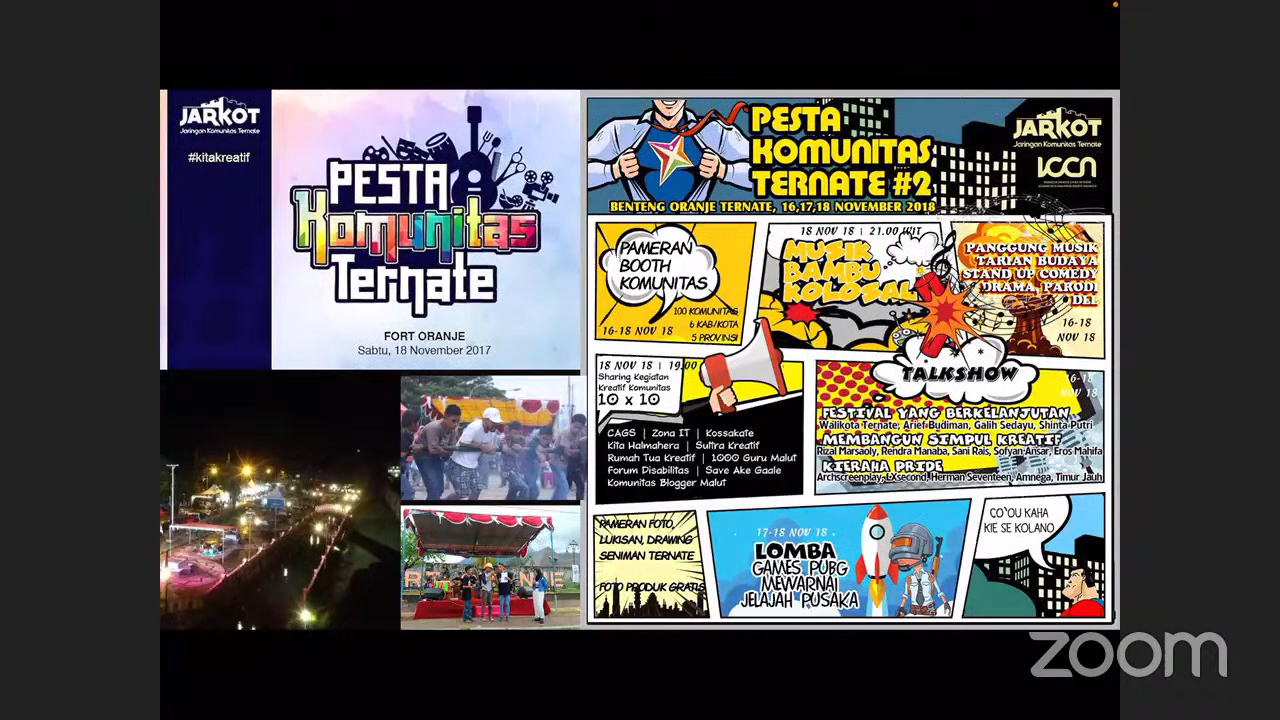 JARKOT
Jaringan Komunitas Ternate
#kitakreatif
PESTA
Komunitas
Ternate
FORT ORANJE
Sabtu, 18 November 2017
PESTA
KOMUNITAS
TERNATE #2
BENTENG ORANJE TERNATE, 16,17,18 NOVEMBER 2018
JARKOT
Jaringan Komunitas Ternate
ICCN
PAMERAN
BOOTH
KOMUNITAS
100 KOMUNITAS
6 KAB/KOTA
5 PROVINSI
16-18 NOV 18
18 NOV 18 | 21.00 WIT
MUSIK
BAMBU
KOLOSAL
PANGGUNG MUSIK
TARIAN BUDAYA
STAND UP COMEDY
DRAMA, PARODI
DLL
16-18
NOV 18
18 NOV 18 | 19.00
Sharing Kegiatan
Kreatif Komunitas
10 x 10
CAGS | Zona IT | Kossakate
Kita Halmahera | Sultra Kreatif
Rumah Tua Kreatif | 1000 Guru Malut
Forum Disabilitas | Save Ake Gaale
Komunitas Blogger Malut
TALKSHOW
16-18
NOV 18
FESTIVAL YANG BERKELANJUTAN
Walikota Ternate, Arief Budiman, Galih Sedayu, Shinta Putri
MEMBANGUN SIMPUL KREATIF
Rizal Marsaoly, Rendra Manaba, Sani Rais, Sofyan Ansar, Eros Mahifa
KIERAHA PRIDE
Archscreenplay, LXsecond, Herman Seventeen, Amnega, Timur Jauh
PAMERAN FOTO,
LUKISAN, DRAWING
SENIMAN TERNATE
FOTO PRODUK GRATIS
17-18 NOV 18
LOMBA
GAMES PUBG
MEWARNAI
JELAJAH PUSAKA
CO'OU KAHA
KIE SE KOLANO
zoom